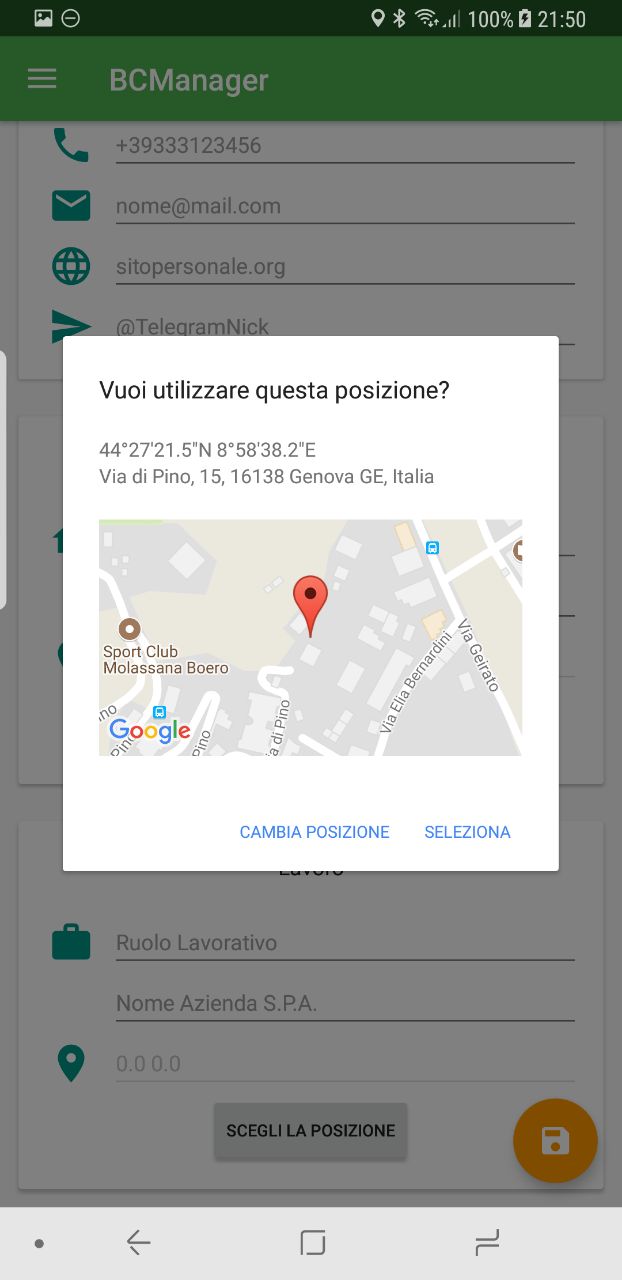 100% 21:50
BCManager
+39333123456
nome@mail.com
sitopersonale.org
@TelegramNick
Vuoi utilizzare questa posizione?
44°27'21.5"N 8°58'38.2"E
Via di Pino, 15, 16138 Genova GE, Italia
Sport Club
Molassana Boero
Via Geirato
Via Elia Bernardini
di Pino
Pino
Pino
Google
CAMBIA POSIZIONE
SELEZIONA
Lavoro
Ruolo Lavorativo
Nome Azienda S.P.A.
0.0 0.0
SCEGLI LA POSIZIONE